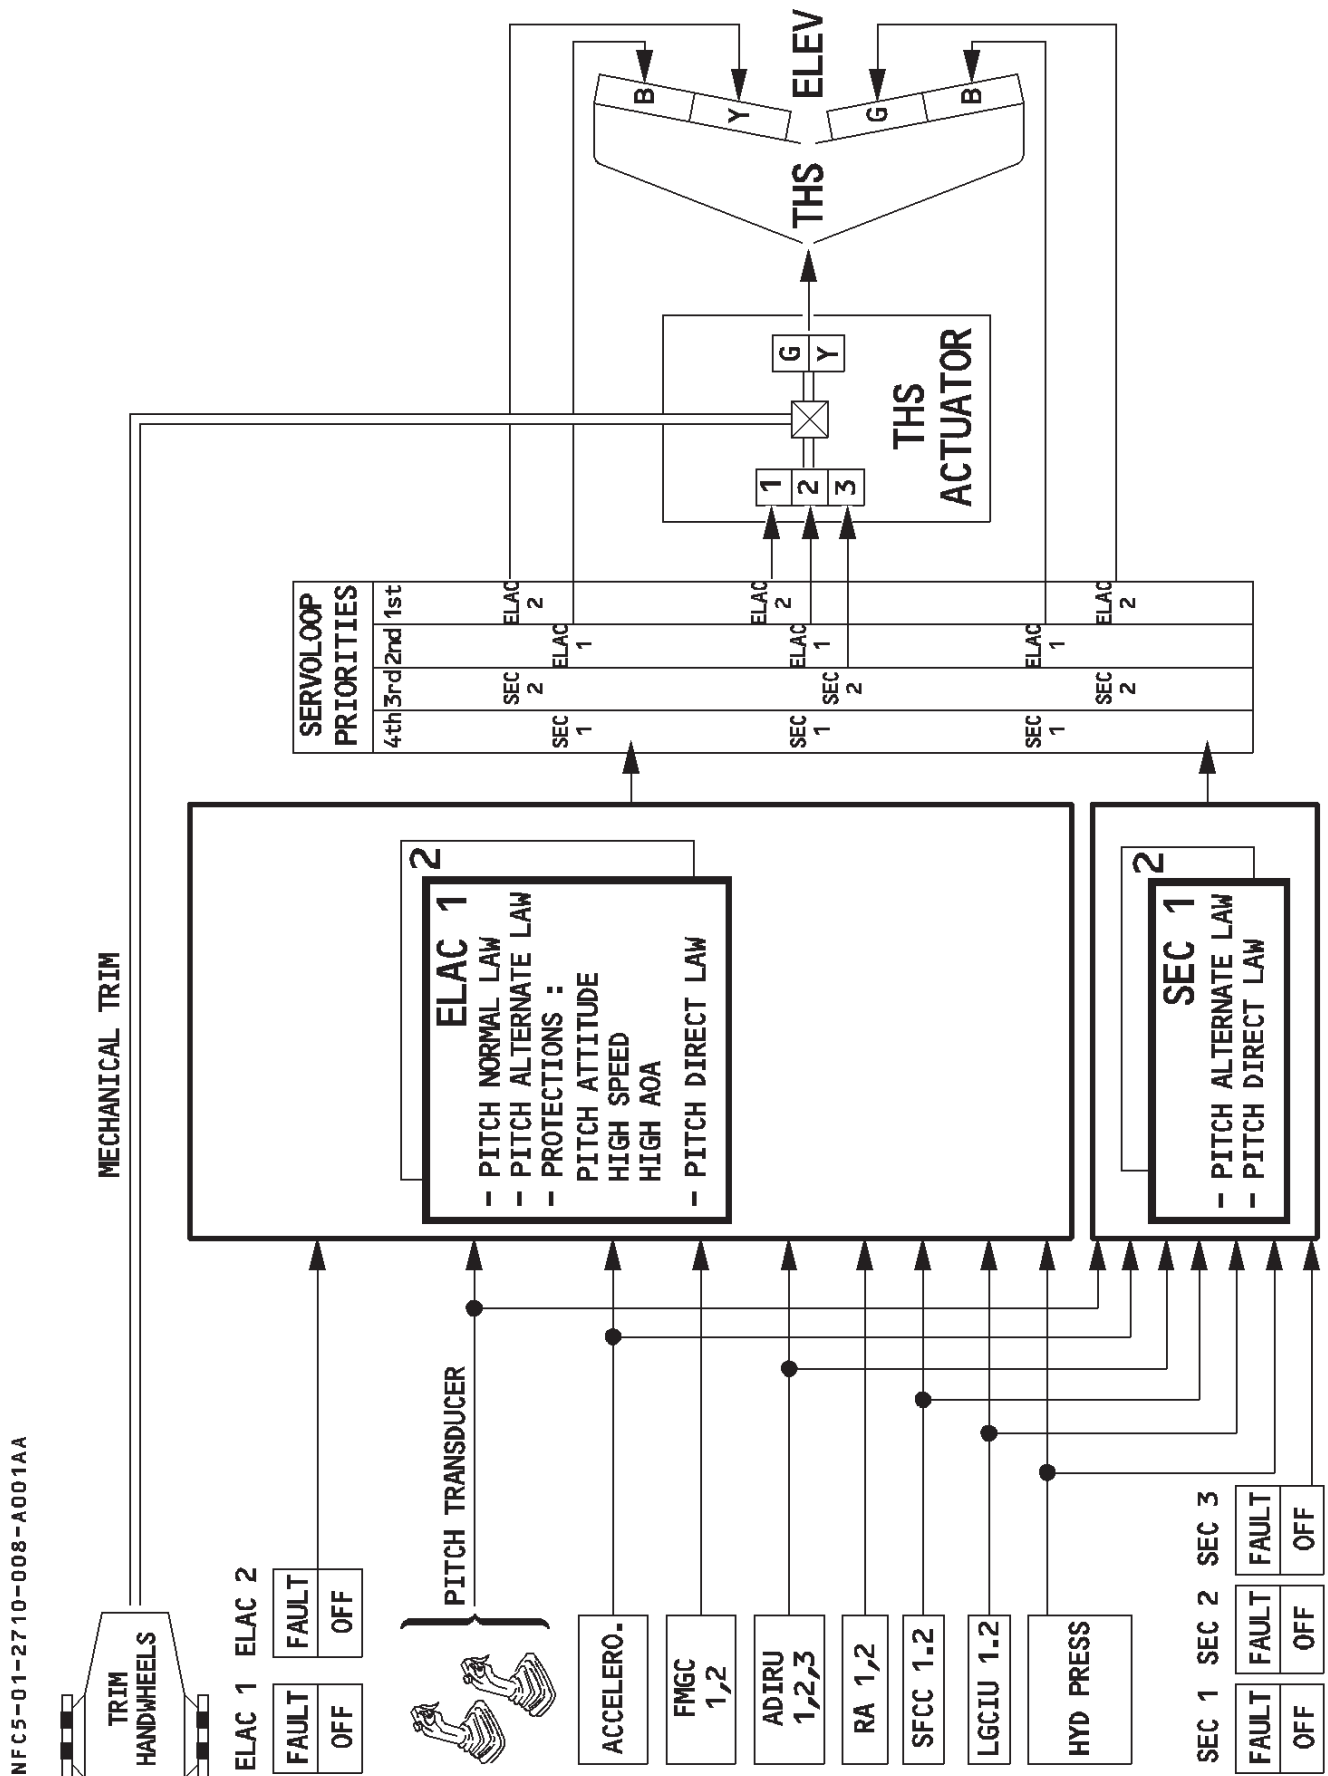 NFC5-01-2710-008-A001AA
TRIM
HANDWHEELS
MECHANICAL TRIM
ELAC 1
FAULT
OFF
ELAC 2
FAULT
OFF
PITCH TRANSDUCER
ACCELERO.
FMGC
1,2
ADIRU
1,2,3
RA 1,2
SFCC 1.2
LGCIU 1.2
HYD PRESS
SEC 1
FAULT
OFF
SEC 2
FAULT
OFF
SEC 3
FAULT
OFF
2
ELAC 1
- PITCH NORMAL LAW
- PITCH ALTERNATE LAW
- PROTECTIONS :
PITCH ATTITUDE
HIGH SPEED
HIGH AOA
- PITCH DIRECT LAW
2
SEC 1
- PITCH ALTERNATE LAW
- PITCH DIRECT LAW
SERVOLOOP
PRIORITIES
4th 3rd 2nd 1st
ELAC
2
ELAC
1
SEC
2
SEC
1
ELAC
2
ELAC
1
SEC
2
SEC
1
ELAC
2
ELAC
1
SEC
2
SEC
1
1
2
3
G
Y
THS
ACTUATOR
THS
ELEV
B
Y
G
B